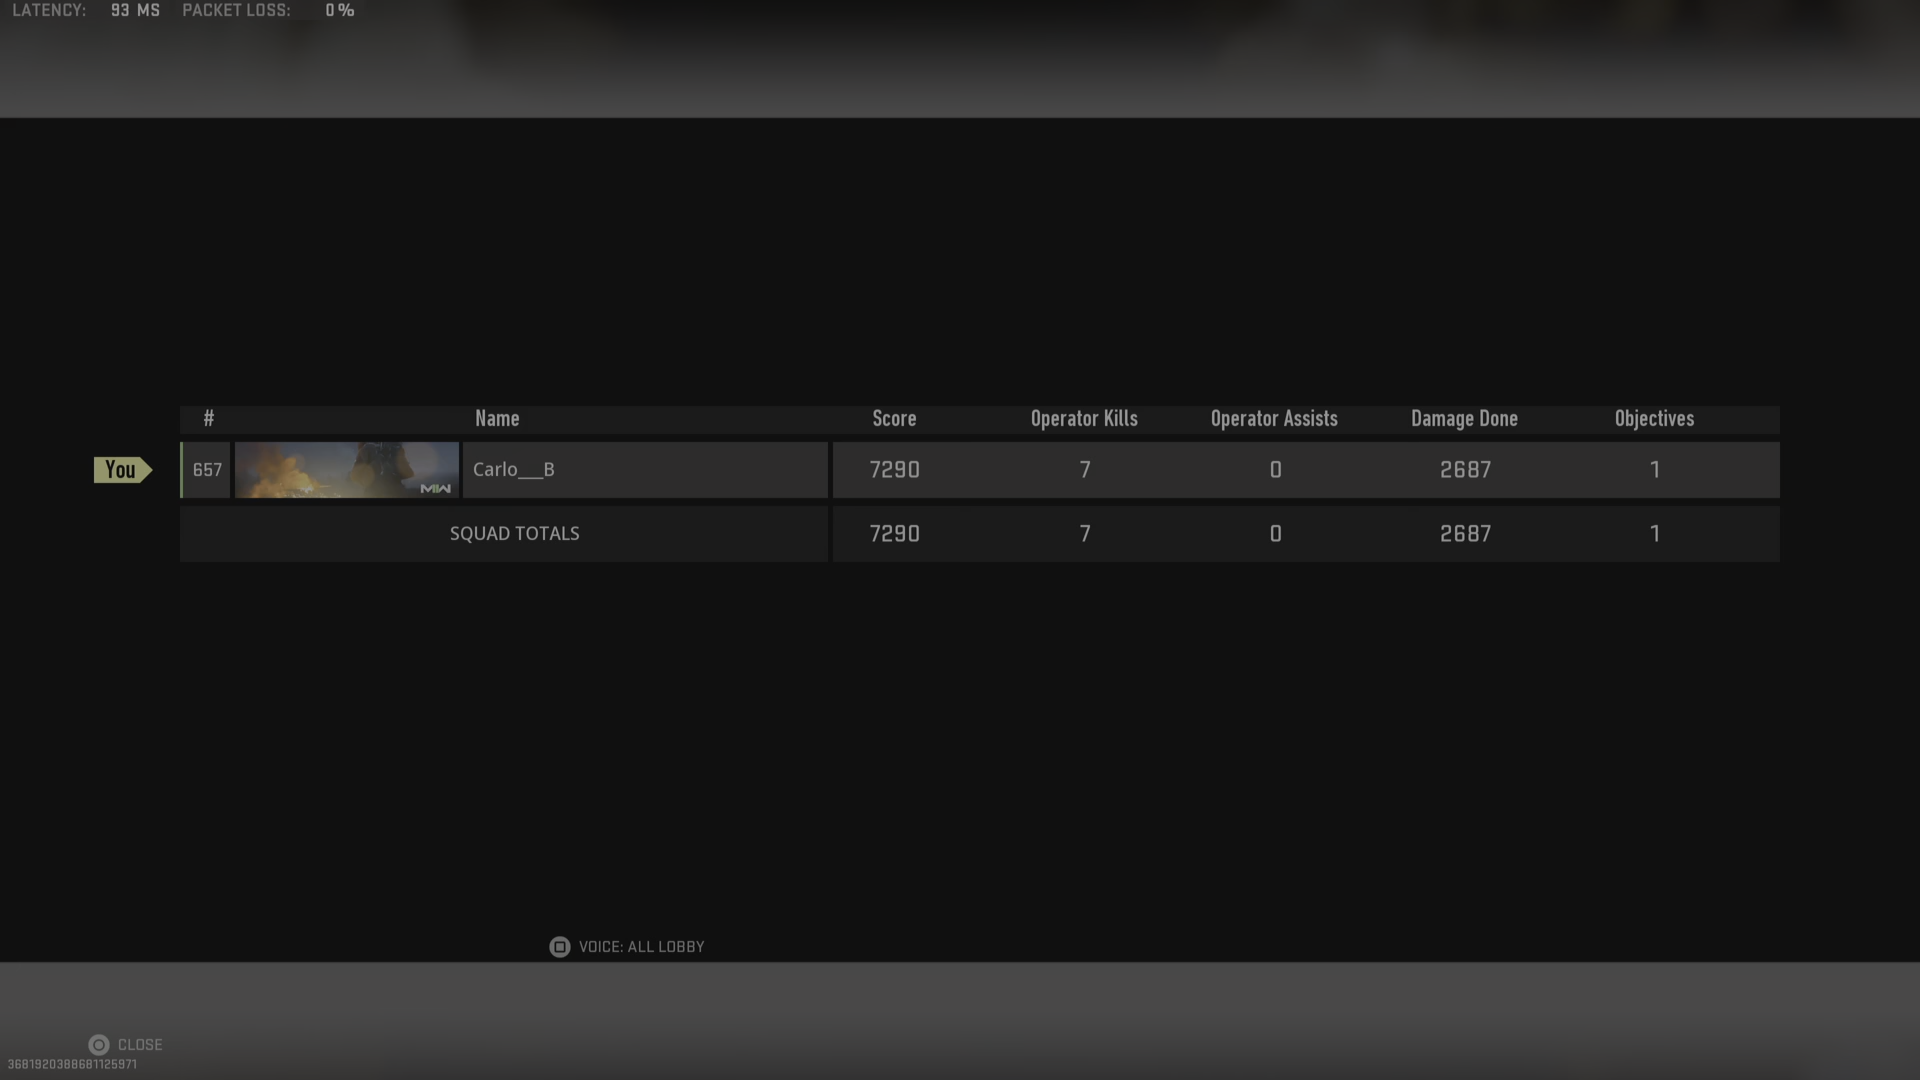 LATENCY: 93 MS PACKET LOSS: 0%
# Name Score Operator Kills Operator Assists Damage Done Objectives
You 657 MW Carlo___B 7290 7 0 2687 1
SQUAD TOTALS 7290 7 0 2687 1
VOICE: ALL LOBBY
CLOSE
3681920388681125971